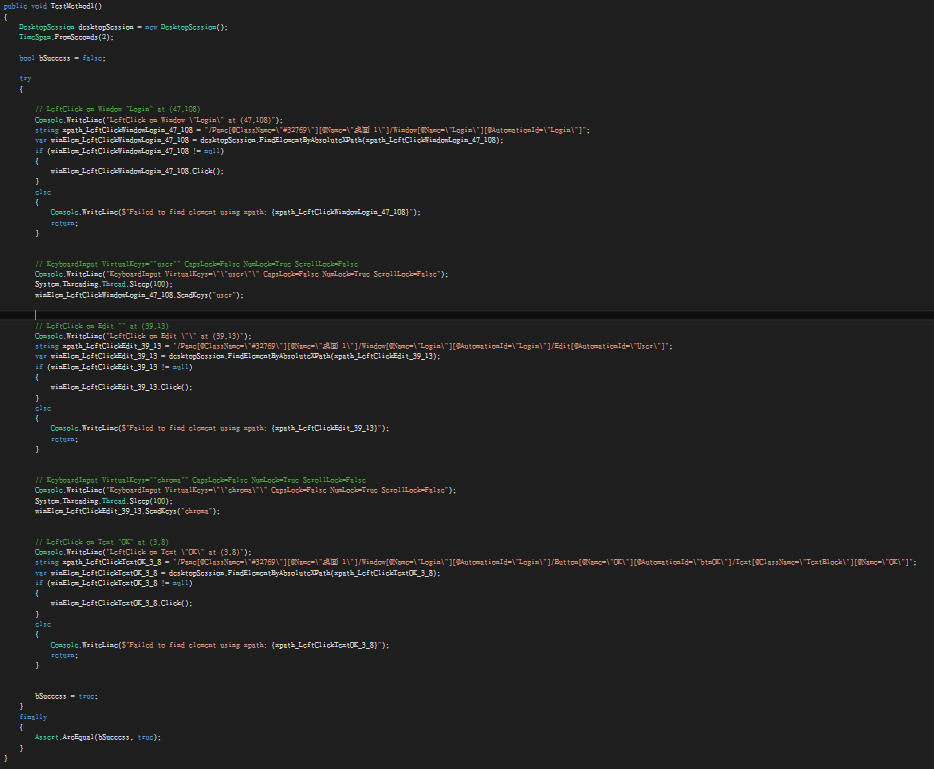 public void TestMethod1()
{
DesktopSession desktopSession = new DesktopSession();
TimeSpan.FromSeconds(2);
bool bSuccess = false;
try
{
// LeftClick on Window "Login" at (47,108)
Console.WriteLine("LeftClick on Window \"Login\" at (47,108)");
string xpath_LeftClickWindowLogin_47_108 = "/Pane[@ClassName=\"#32769\"][@Name=\"桌面 1\"]/Window[@Name=\"Login\"][@AutomationId=\"Login\"]";
var winElem_LeftClickWindowLogin_47_108 = desktopSession.FindElementByAbsoluteXPath(xpath_LeftClickWindowLogin_47_108);
if (winElem_LeftClickWindowLogin_47_108 != null)
{
winElem_LeftClickWindowLogin_47_108.Click();
}
else
{
Console.WriteLine($"Failed to find element using xpath: {xpath_LeftClickWindowLogin_47_108}");
return;
}
// KeyboardInput VirtualKeys=""user"" CapsLock=False NumLock=True ScrollLock=False
Console.WriteLine("KeyboardInput VirtualKeys=\"\"user\"\" CapsLock=False NumLock=True ScrollLock=False");
System.Threading.Thread.Sleep(100);
winElem_LeftClickWindowLogin_47_108.SendKeys("user");
// LeftClick on Edit "" at (39,13)
Console.WriteLine("LeftClick on Edit \"\" at (39,13)");
string xpath_LeftClickEdit_39_13 = "/Pane[@ClassName=\"#32769\"][@Name=\"桌面 1\"]/Window[@Name=\"Login\"][@AutomationId=\"Login\"]/Edit[@AutomationId=\"User\"]";
var winElem_LeftClickEdit_39_13 = desktopSession.FindElementByAbsoluteXPath(xpath_LeftClickEdit_39_13);
if (winElem_LeftClickEdit_39_13 != null)
{
winElem_LeftClickEdit_39_13.Click();
}
else
{
Console.WriteLine($"Failed to find element using xpath: {xpath_LeftClickEdit_39_13}");
return;
}
// KeyboardInput VirtualKeys=""chroma"" CapsLock=False NumLock=True ScrollLock=False
Console.WriteLine("KeyboardInput VirtualKeys=\"\"chroma\"\" CapsLock=False NumLock=True ScrollLock=False");
System.Threading.Thread.Sleep(100);
winElem_LeftClickEdit_39_13.SendKeys("chroma");
// LeftClick on Text "OK" at (3,8)
Console.WriteLine("LeftClick on Text \"OK\" at (3,8)");
string xpath_LeftClickTextOK_3_8 = "/Pane[@ClassName=\"#32769\"][@Name=\"桌面 1\"]/Window[@Name=\"Login\"][@AutomationId=\"Login\"]/Button[@Name=\"OK\"][@AutomationId=\"btnOK\"]/Text[@ClassName=\"TextBlock\"][@Name=\"OK\"]";
var winElem_LeftClickTextOK_3_8 = desktopSession.FindElementByAbsoluteXPath(xpath_LeftClickTextOK_3_8);
if (winElem_LeftClickTextOK_3_8 != null)
{
winElem_LeftClickTextOK_3_8.Click();
}
else
{
Console.WriteLine($"Failed to find element using xpath: {xpath_LeftClickTextOK_3_8}");
return;
}
bSuccess = true;
}
finally
{
Assert.AreEqual(bSuccess, true);
}
}